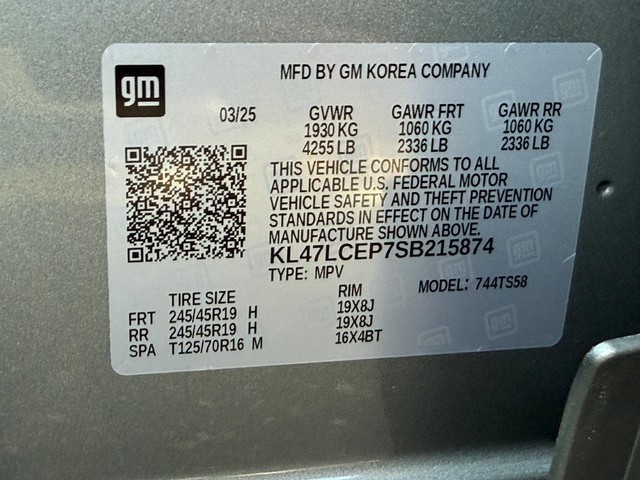 gm
MFD BY GM KOREA COMPANY
03/25 GVWR GAWR FRT GAWR RR
1930 KG 1060 KG 1060 KG
4255 LB 2336 LB 2336 LB
THIS VEHICLE CONFORMS TO ALL
APPLICABLE U.S. FEDERAL MOTOR
VEHICLE SAFETY AND THEFT PREVENTION
STANDARDS IN EFFECT ON THE DATE OF
MANUFACTURE SHOWN ABOVE.
KL47LCEP7SB215874
TYPE: MPV MODEL: 744TS58
TIRE SIZE RIM
FRT 245/45R19 H 19X8J
RR 245/45R19 H 19X8J
SPA T125/70R16 M 16X4BT